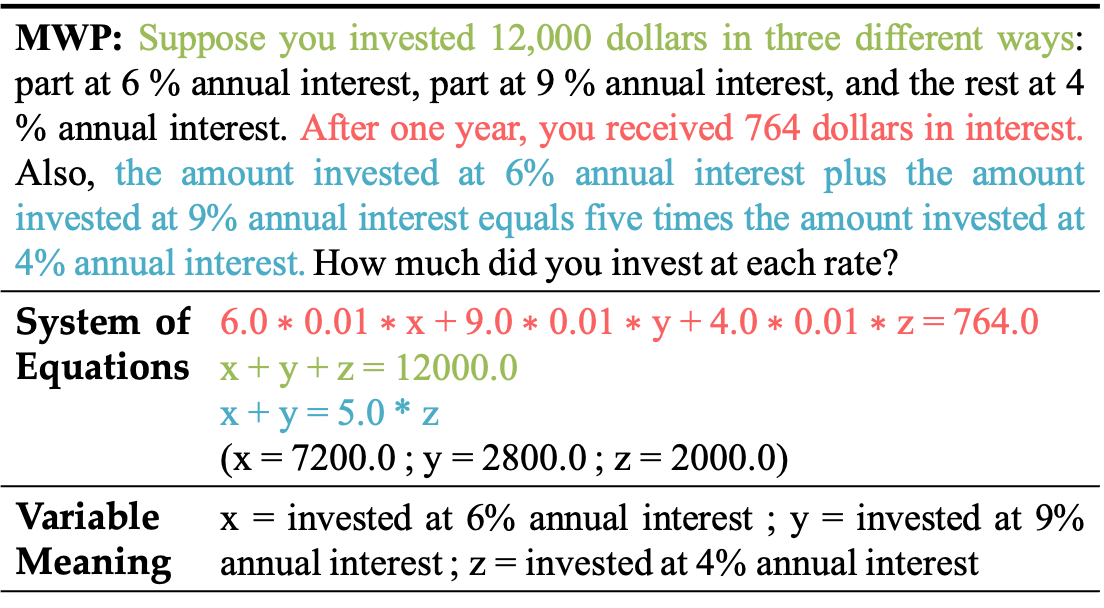 MWP: Suppose you invested 12,000 dollars in three different ways:
part at 6 % annual interest, part at 9 % annual interest, and the rest at 4
% annual interest. After one year, you received 764 dollars in interest.
Also, the amount invested at 6% annual interest plus the amount
invested at 9% annual interest equals five times the amount invested at
4% annual interest. How much did you invest at each rate?
System of 6.0 * 0.01 * x + 9.0 * 0.01 * y + 4.0 * 0.01 * z = 764.0
Equations x + y + z = 12000.0
x + y = 5.0 * z
(x = 7200.0 ; y = 2800.0 ; z = 2000.0)
Variable x = invested at 6% annual interest ; y = invested at 9%
Meaning annual interest ; z = invested at 4% annual interest